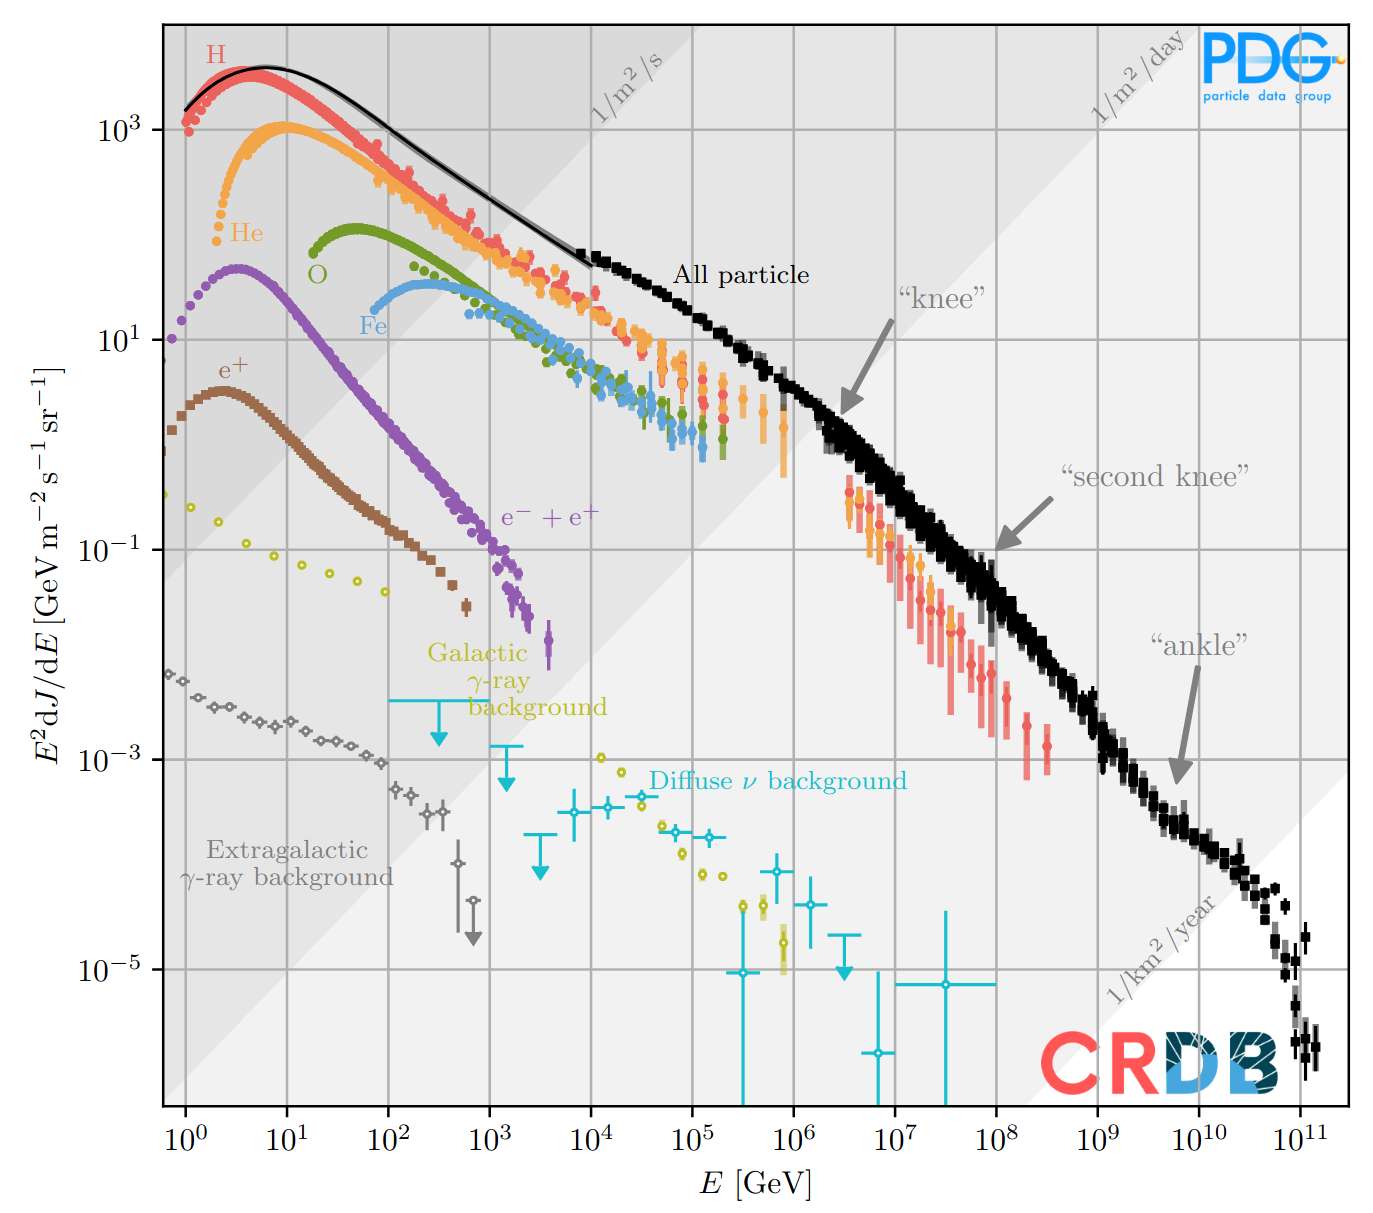 H
1/m²/s
1/m²/day
PDG
particle data group
10³
He
O
All particle
“knee”
Fe
10¹
e⁺
“second knee”
e⁻ + e⁺
10⁻¹
Galactic
γ-ray
background
“ankle”
10⁻³
Diffuse ν background
Extragalactic
γ-ray background
1/km²/year
10⁻⁵
CRDB
E²dJ/dE [GeV m⁻² s⁻¹ sr⁻¹]
10⁰ 10¹ 10² 10³ 10⁴ 10⁵ 10⁶ 10⁷ 10⁸ 10⁹ 10¹⁰ 10¹¹
E [GeV]